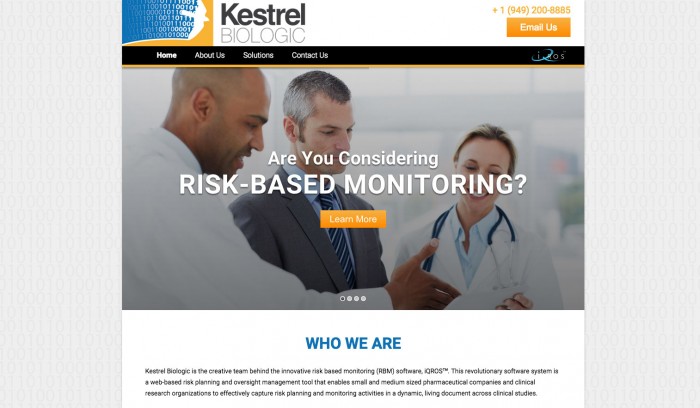 Kestrel
BIOLOGIC
+ 1 (949) 200-8885
Email Us
Home About Us Solutions Contact Us
iQROS™
Are You Considering
RISK-BASED MONITORING?
Learn More
WHO WE ARE
Kestrel Biologic is the creative team behind the innovative risk based monitoring (RBM) software, iQROS™. This revolutionary software system is
a web-based risk planning and oversight management tool that enables small and medium sized pharmaceutical companies and clinical
research organizations to effectively capture risk planning and monitoring activities in a dynamic, living document across clinical studies.